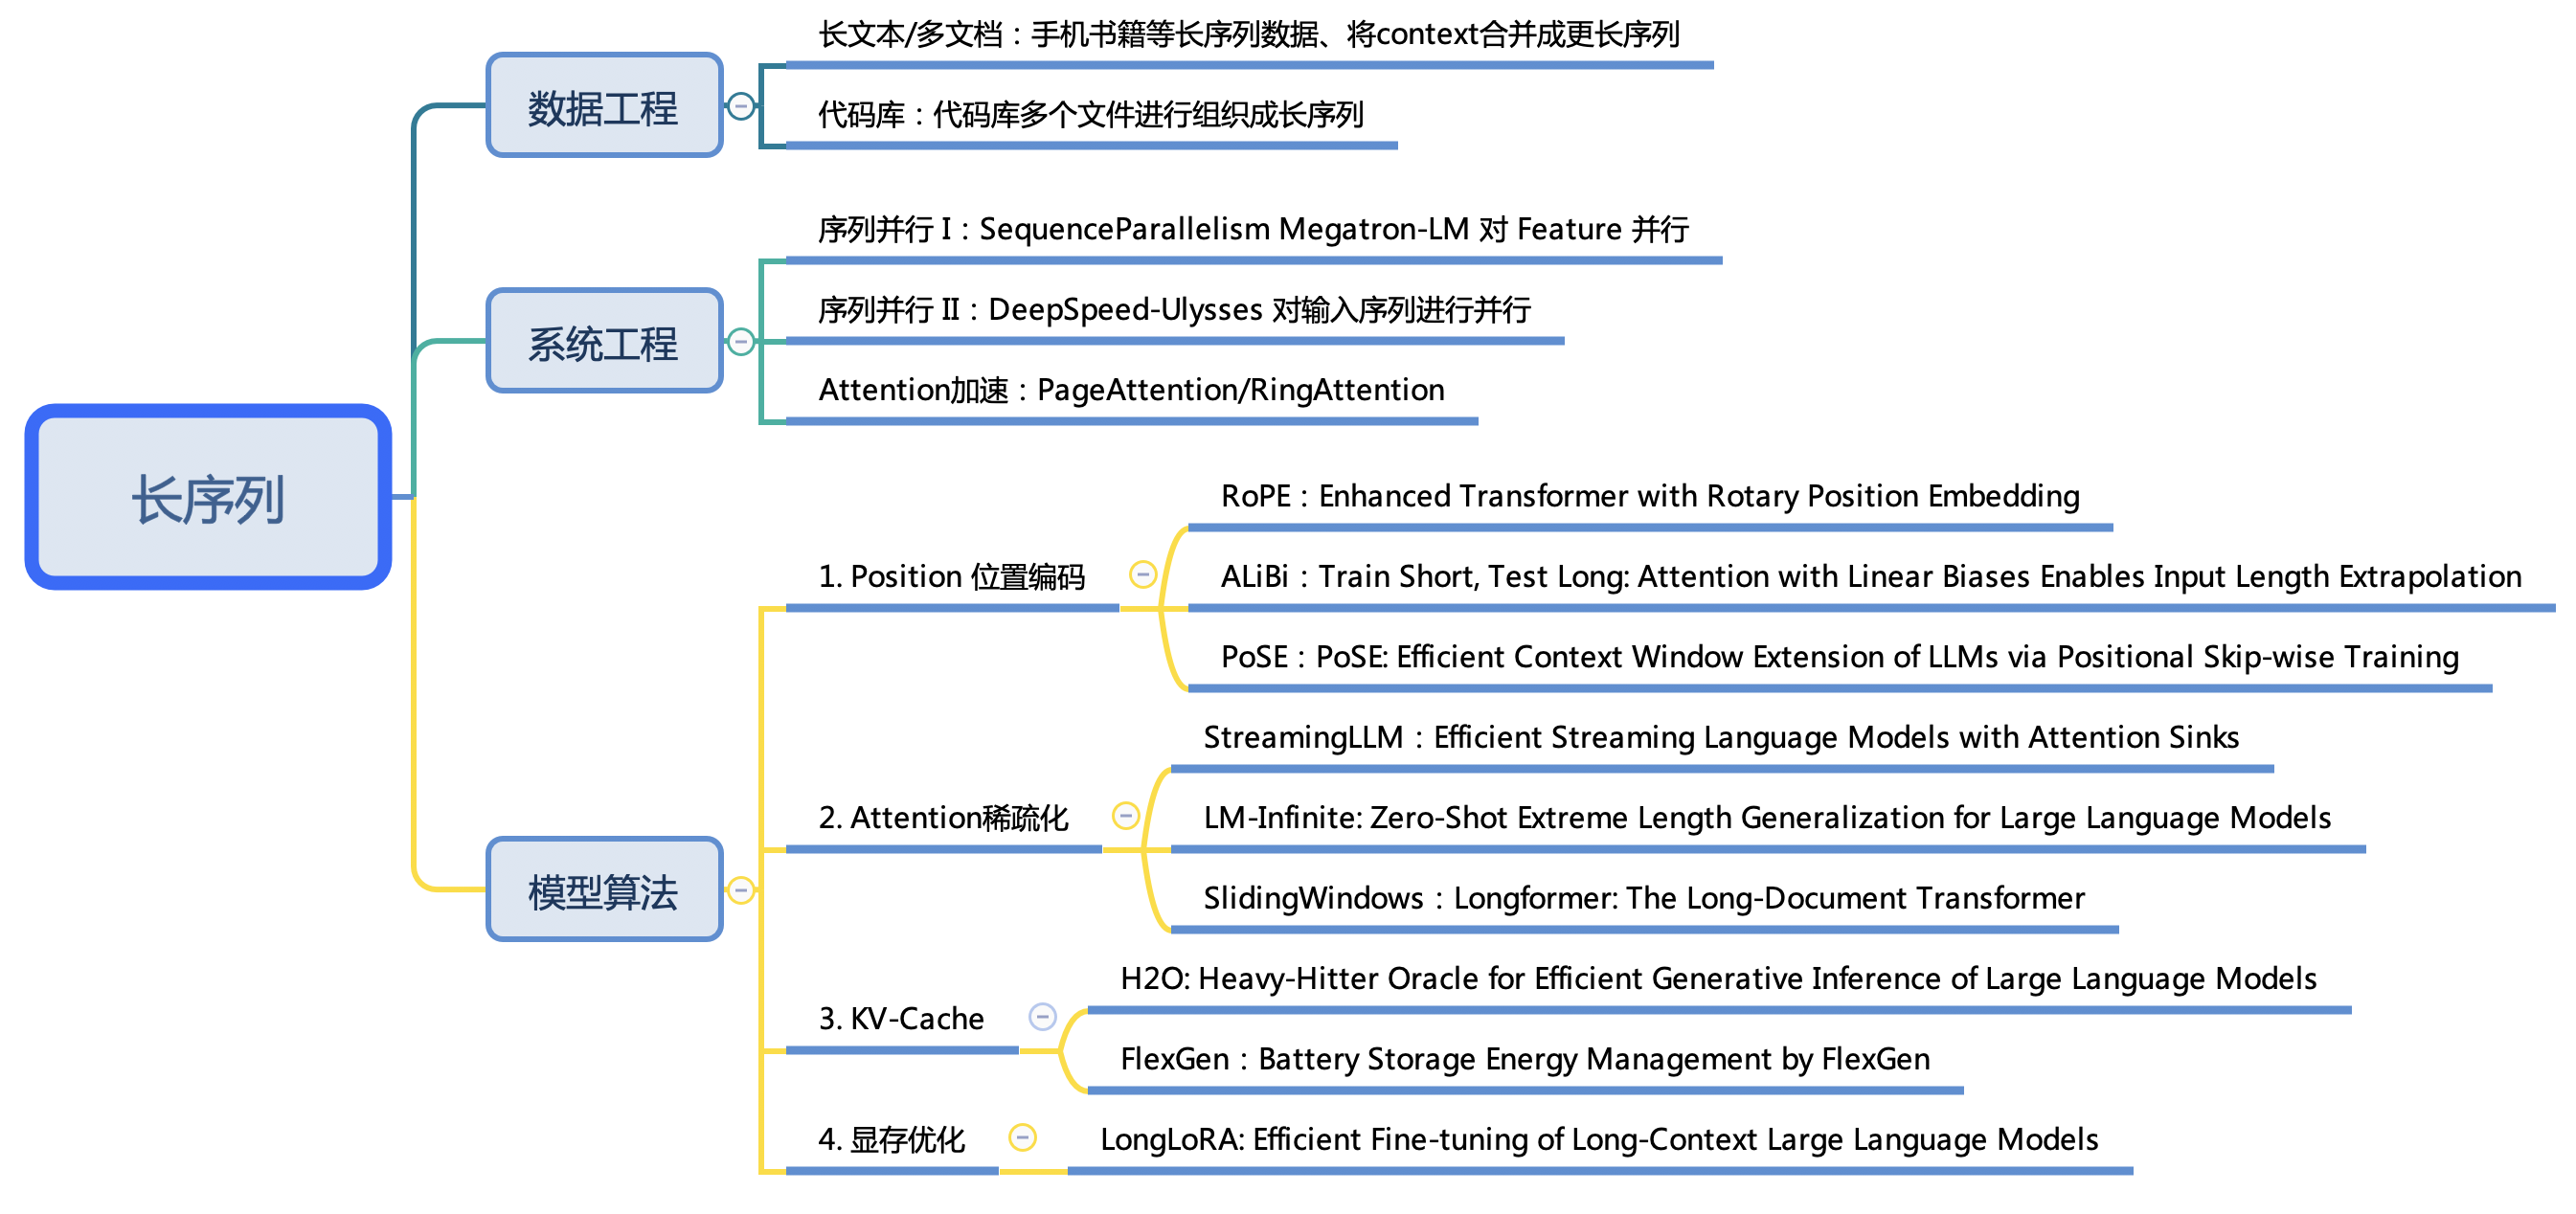 长序列
数据工程
长文本/多文档：手机书籍等长序列数据、将context合并成更长序列
代码库：代码库多个文件进行组织成长序列
系统工程
序列并行 I：SequenceParallelism Megatron-LM 对 Feature 并行
序列并行 II：DeepSpeed-Ulysses 对输入序列进行并行
Attention加速：PageAttention/RingAttention
模型算法
1. Position 位置编码
RoPE：Enhanced Transformer with Rotary Position Embedding
ALiBi：Train Short, Test Long: Attention with Linear Biases Enables Input Length Extrapolation
PoSE：PoSE: Efficient Context Window Extension of LLMs via Positional Skip-wise Training
2. Attention稀疏化
StreamingLLM：Efficient Streaming Language Models with Attention Sinks
LM-Infinite: Zero-Shot Extreme Length Generalization for Large Language Models
SlidingWindows：Longformer: The Long-Document Transformer
3. KV-Cache
H2O: Heavy-Hitter Oracle for Efficient Generative Inference of Large Language Models
FlexGen：Battery Storage Energy Management by FlexGen
4. 显存优化
LongLoRA: Efficient Fine-tuning of Long-Context Large Language Models